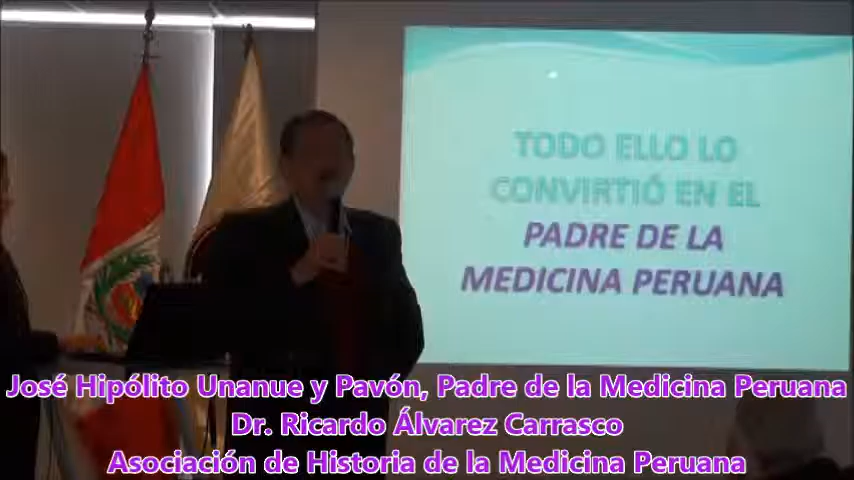 TODO ELLO LO
CONVIRTIÓ EN EL
PADRE DE LA
MEDICINA PERUANA
José Hipólito Unanue y Pavón, Padre de la Medicina Peruana
Dr. Ricardo Álvarez Carrasco
Asociación de Historia de la Medicina Peruana